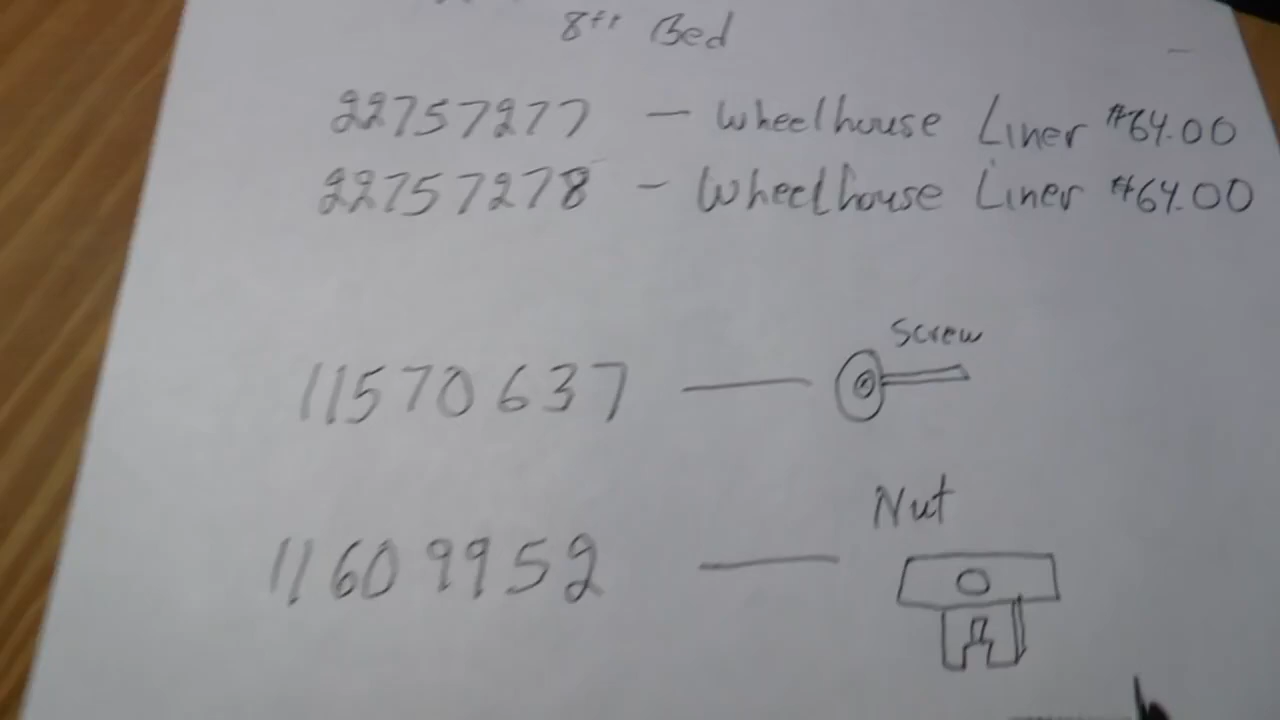 8ft Bed
22757277 — Wheelhouse Liner $64.00
22757278 — Wheelhouse Liner $64.00
Screw
11570637 —
Nut
11609952 —